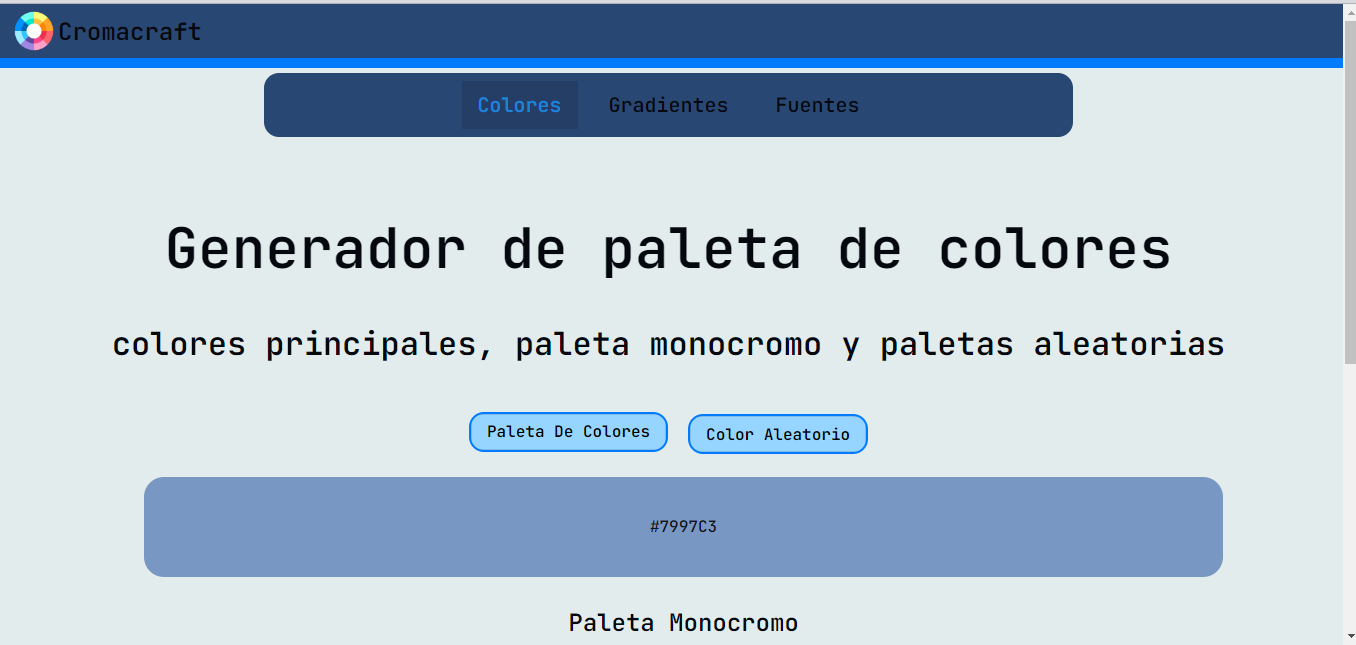 Cromacraft
Colores Gradientes Fuentes
Generador de paleta de colores
colores principales, paleta monocromo y paletas aleatorias
Paleta De Colores Color Aleatorio
#7997C3
Paleta Monocromo